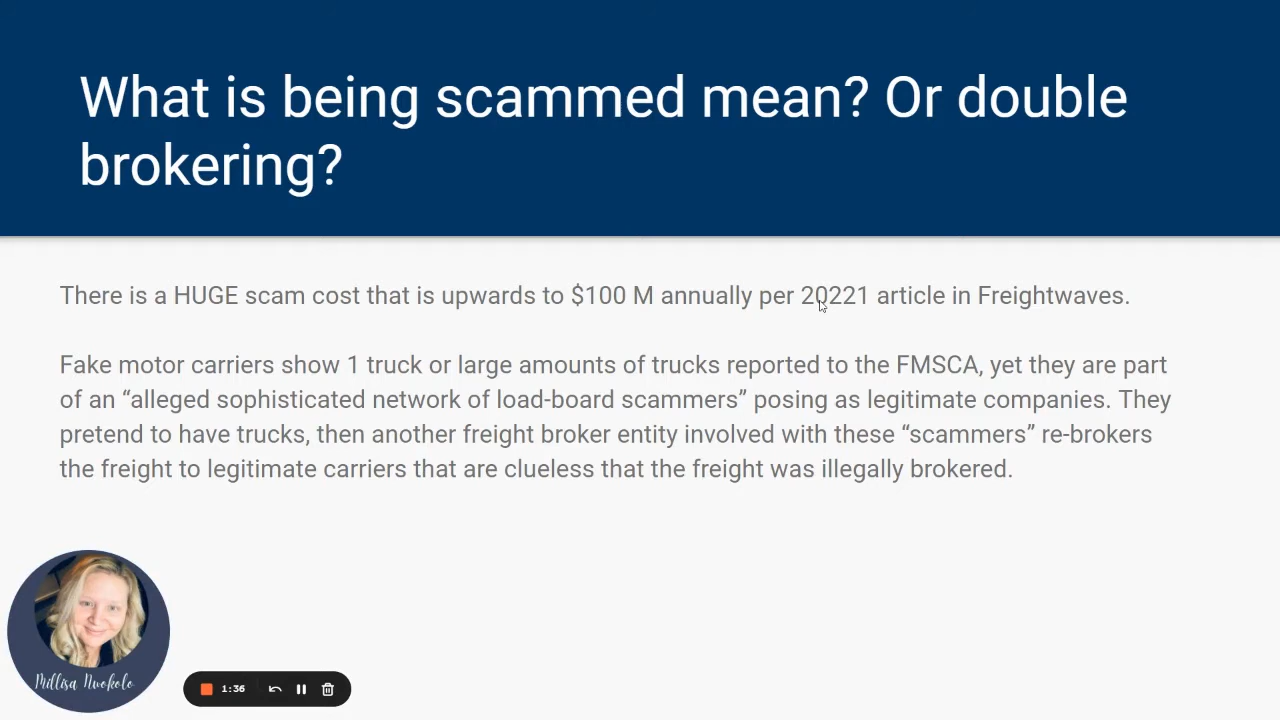 What is being scammed mean? Or double
brokering?
There is a HUGE scam cost that is upwards to $100 M annually per 20221 article in Freightwaves.
Fake motor carriers show 1 truck or large amounts of trucks reported to the FMSCA, yet they are part
of an “alleged sophisticated network of load-board scammers” posing as legitimate companies. They
pretend to have trucks, then another freight broker entity involved with these “scammers” re-brokers
the freight to legitimate carriers that are clueless that the freight was illegally brokered.
Millisa Nwokolo
1:36